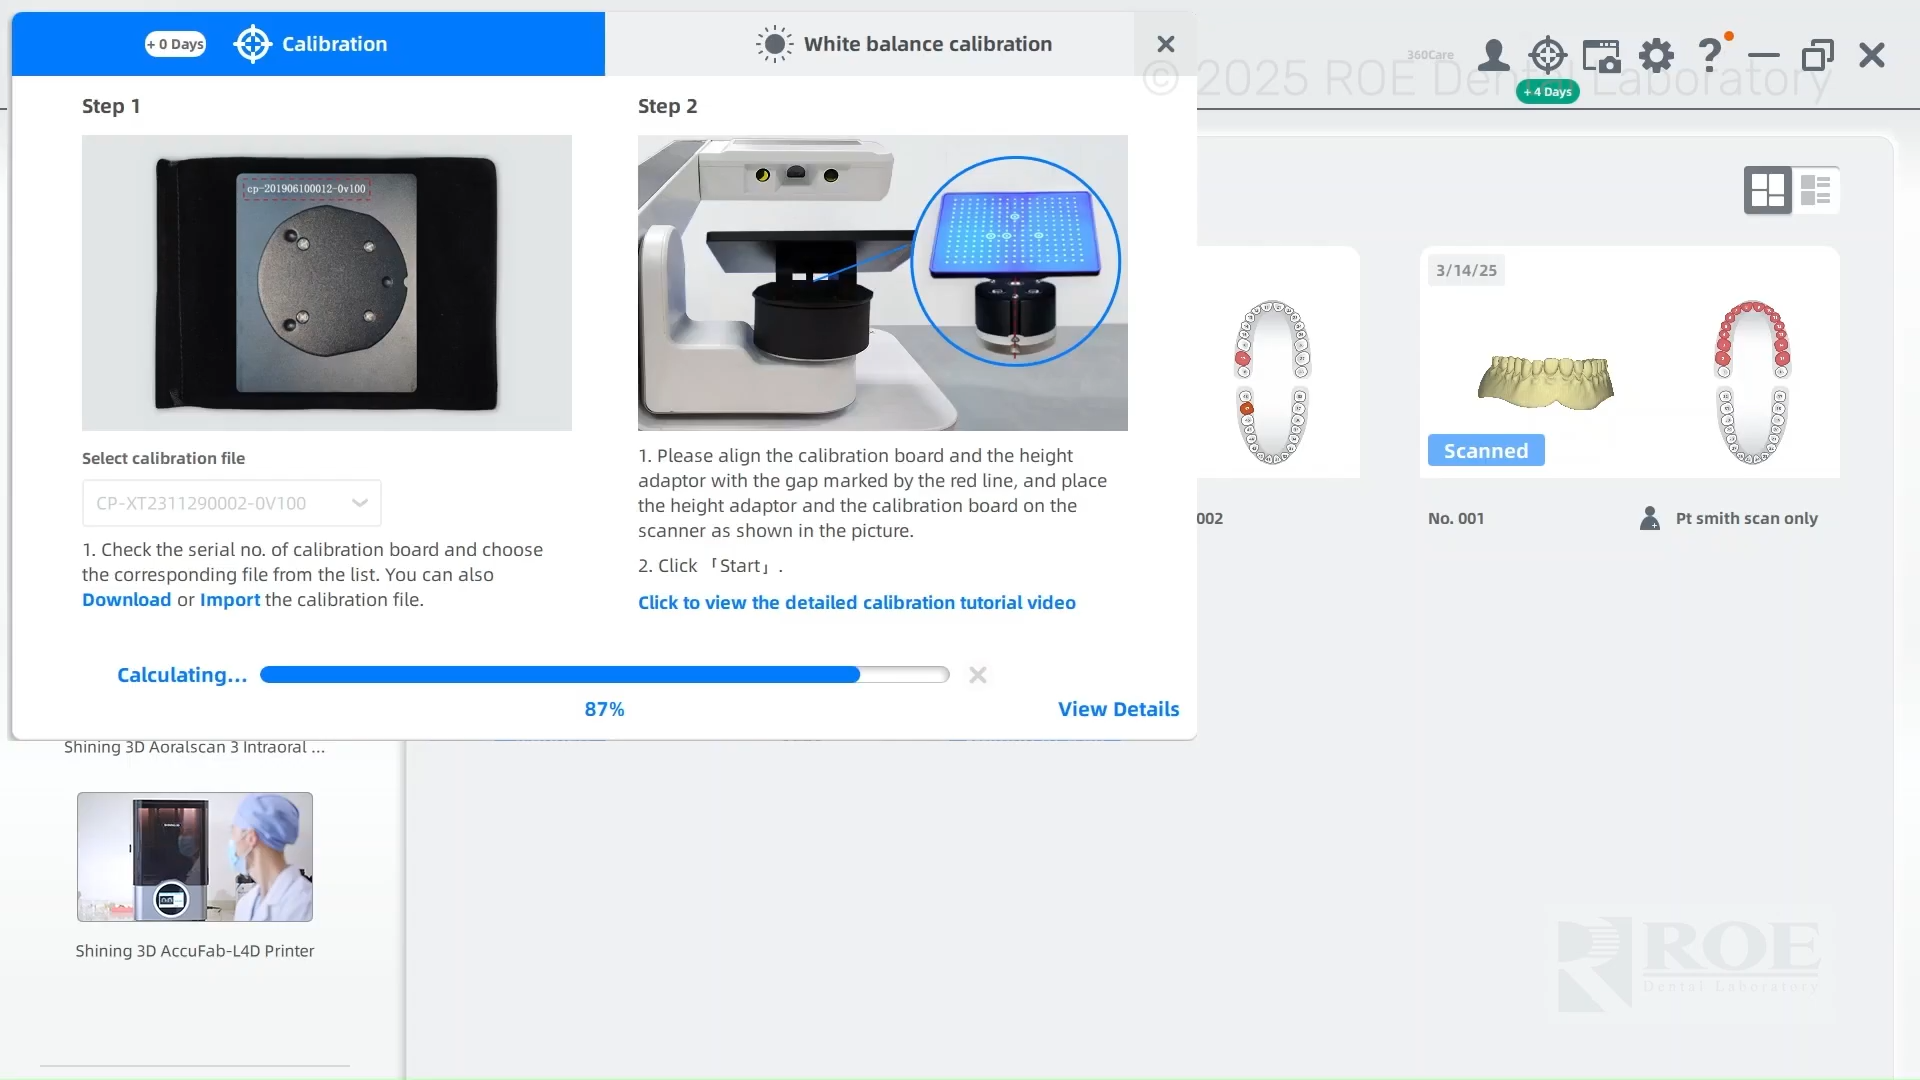 + 0 Days
Calibration
White balance calibration
360Care
© 2025 ROE Dental Laboratory
+ 4 Days
Step 1
Step 2
cp-201906100012-0v100
3/14/25
Scanned
Select calibration file
CP-XT2311290002-0V100
1. Check the serial no. of calibration board and choose
the corresponding file from the list. You can also
Download or Import the calibration file.
1. Please align the calibration board and the height
adaptor with the gap marked by the red line, and place
the height adaptor and the calibration board on the
scanner as shown in the picture.
2. Click 「Start」 .
Click to view the detailed calibration tutorial video
002
No. 001
Pt smith scan only
Calculating...
87%
View Details
Shining 3D Aoralscan 3 Intraoral ...
Shining 3D AccuFab-L4D Printer
ROE
Dental Laboratory